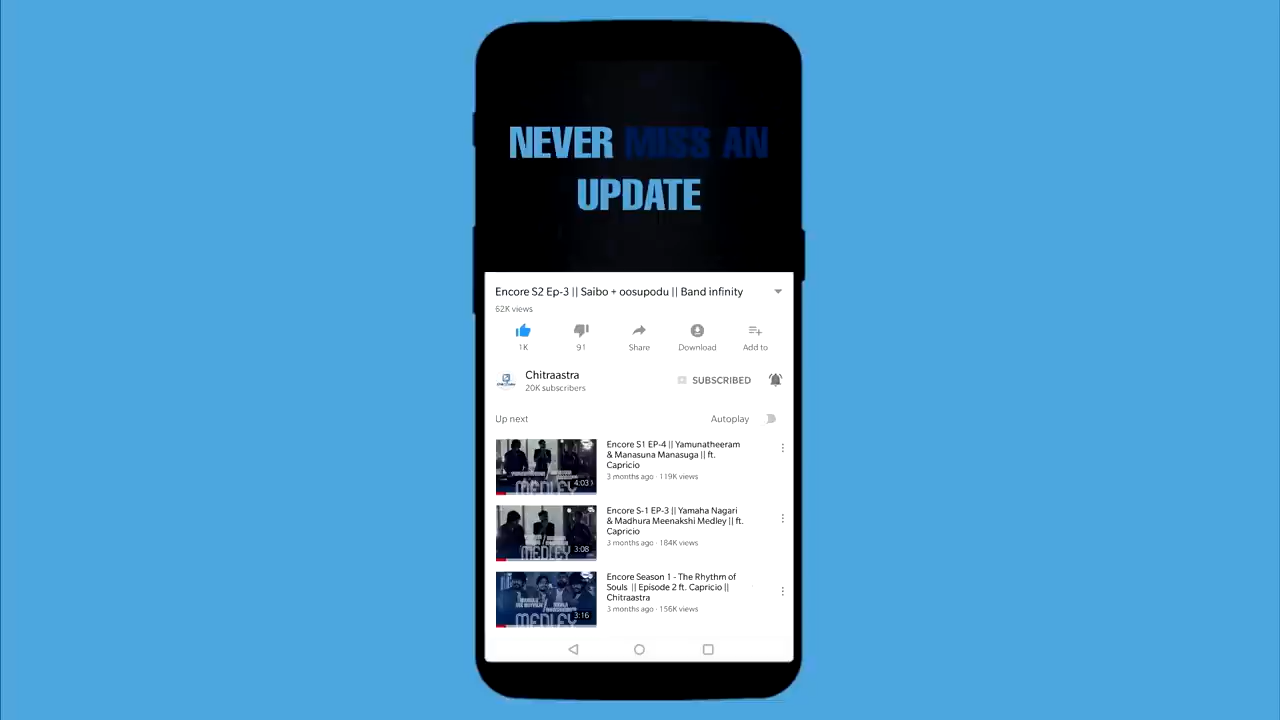 NEVER MISS AN
UPDATE
Encore S2 Ep-3 || Saibo + oosupodu || Band infinity
62K views
1K
91
Share
Download
Add to
Chitraastra
20K subscribers
SUBSCRIBED
Up next
Autoplay
Encore S1 EP-4 || Yamunatheeram
& Manasuna Manasuga || ft.
Capricio
3 months ago · 119K views
4:03
MEDLEY
Encore S-1 EP-3 || Yamaha Nagari
& Madhura Meenakshi Medley || ft.
Capricio
3 months ago · 184K views
3:08
MEDLEY
Encore Season 1 - The Rhythm of
Souls || Episode 2 ft. Capricio ||
Chitraastra
3 months ago · 156K views
3:16
MEDLEY